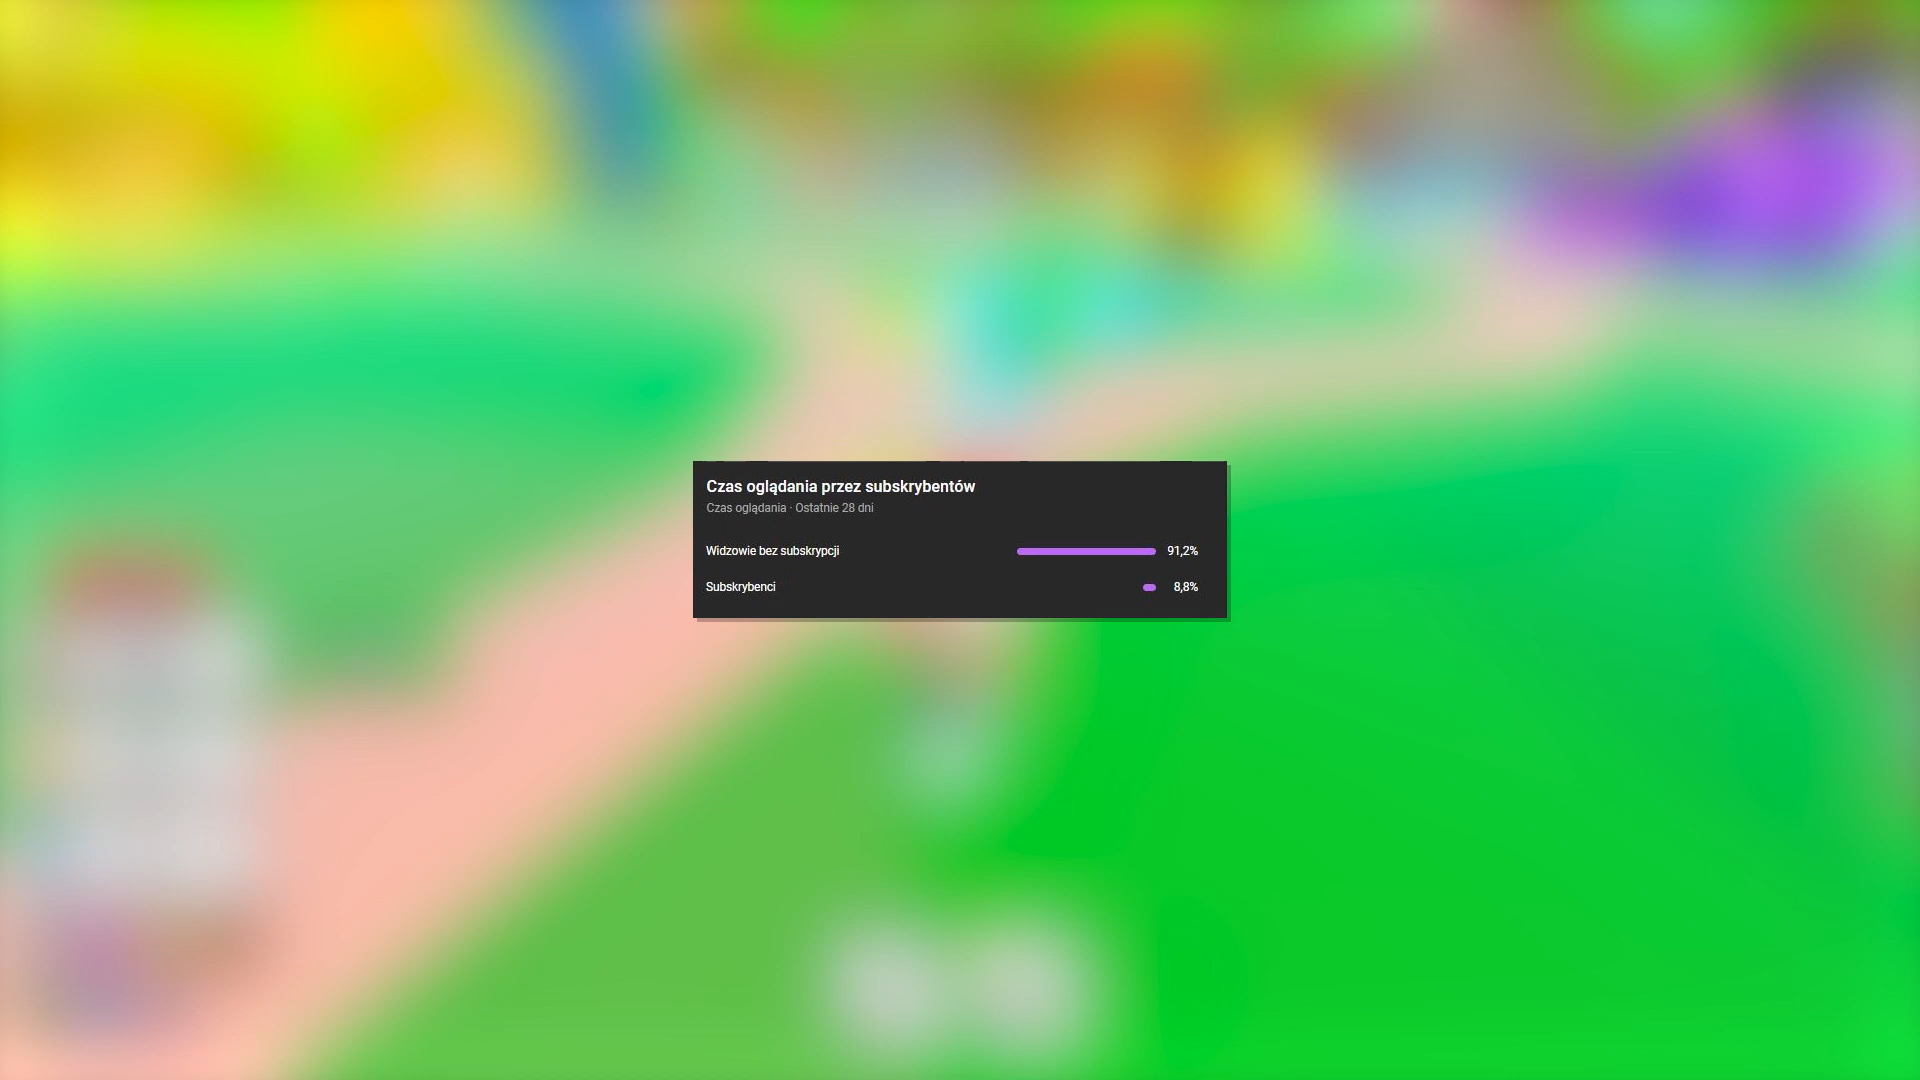 Czas oglądania przez subskrybentów
Czas oglądania · Ostatnie 28 dni
Widzowie bez subskrypcji 91,2%
Subskrybenci 8,8%